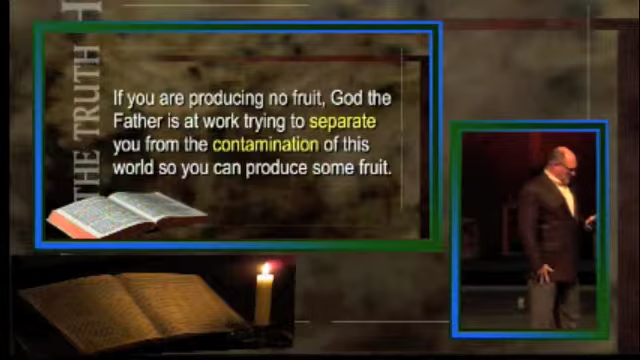 THE TRUTH
If you are producing no fruit, God the
Father is at work trying to separate
you from the contamination of this
world so you can produce some fruit.